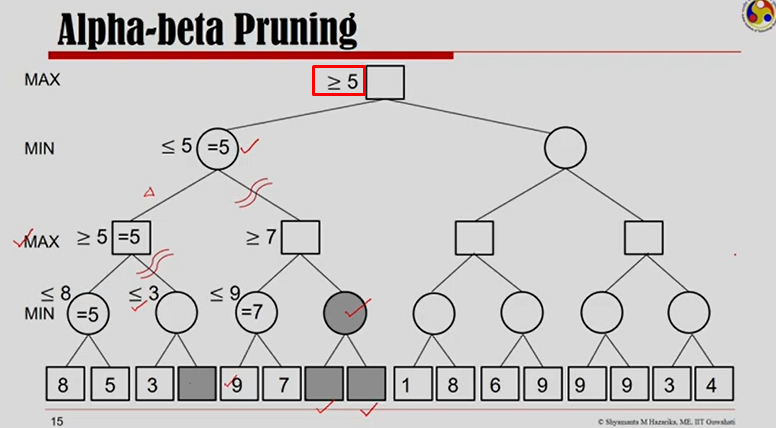 Alpha-beta Pruning
MAX ≥ 5
MIN ≤ 5 =5
MAX ≥ 5 =5 ≥ 7
≤ 8 ≤ 3 ≤ 9
MIN =5 =7
8 5 3 9 7 1 8 6 9 9 9 3 4
15 © Shyamanta M Hazarika, ME, IIT Guwahati